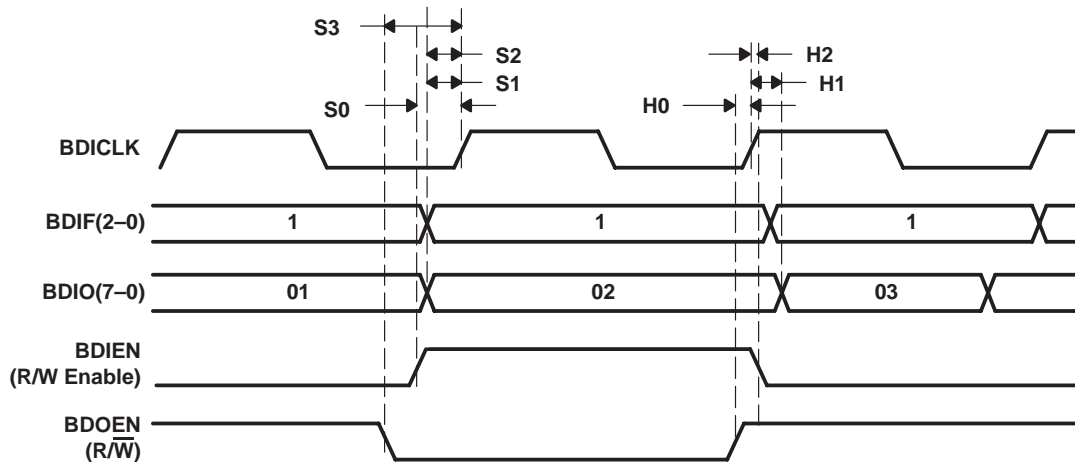 S3
S2
S1
S0
H2
H1
H0
BDICLK
BDIF(2–0)
1
1
1
BDIO(7–0)
01
02
03
BDIEN
(R/W Enable)
BDOEN
(R/W̅)